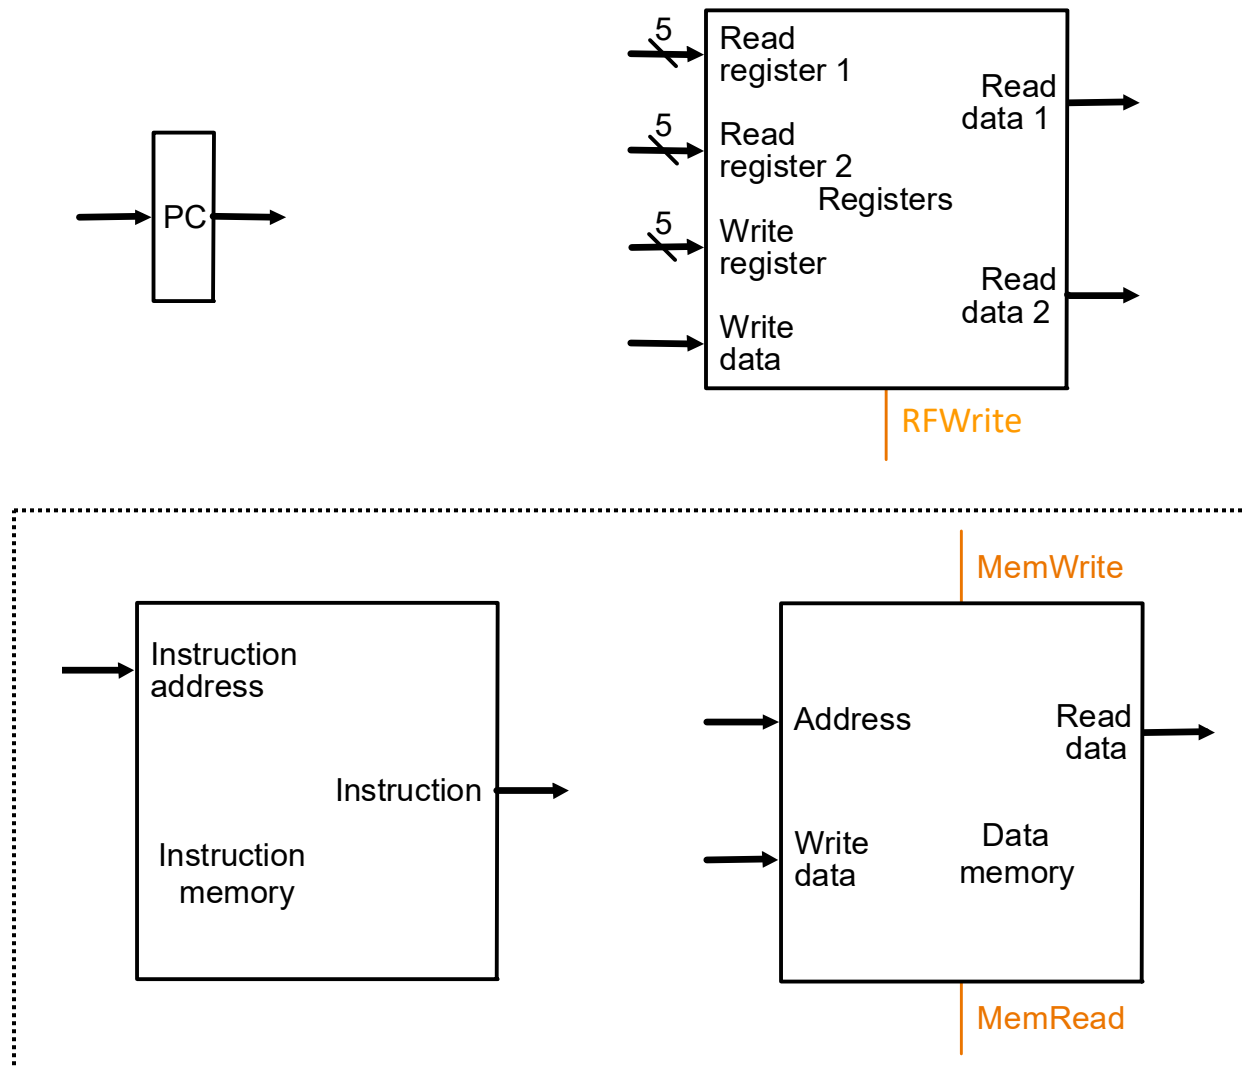 PC
5
Read
register 1
5
Read
register 2
5
Write
register
Write
data
Registers
Read
data 1
Read
data 2
RFWrite
Instruction
address
Instruction
Instruction
memory
MemWrite
Address
Write
data
Read
data
Data
memory
MemRead